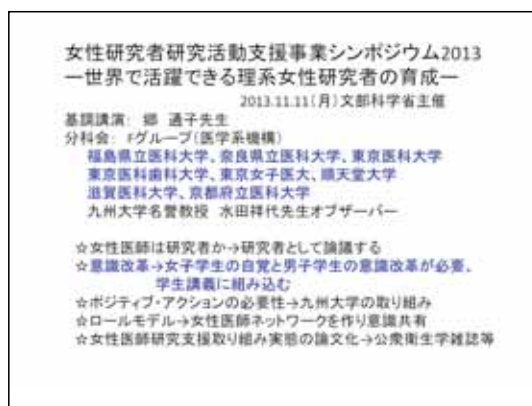 女性研究者研究活動支援事業シンポジウム2013
ー世界で活躍できる理系女性研究者の育成ー
2013.11.11(月)文部科学省主催
基調講演: 郷 通子先生
分科会: Fグループ(医学系機構)
福島県立医科大学、奈良県立医科大学、東京医科大学
東京医科歯科大学、東京女子医大、順天堂大学
滋賀医科大学、京都府立医科大学
九州大学名誉教授 水田祥代先生オブザーバー
☆女性医師は研究者か→研究者として論議する
☆意識改革→女子学生の自覚と男子学生の意識改革が必要、
学生講義に組み込む
☆ポジティブ・アクションの必要性→九州大学の取り組み
☆ロールモデル→女性医師ネットワークを作り意識共有
☆女性医師研究支援取り組み実態の論文化→公衆衛生学雑誌等